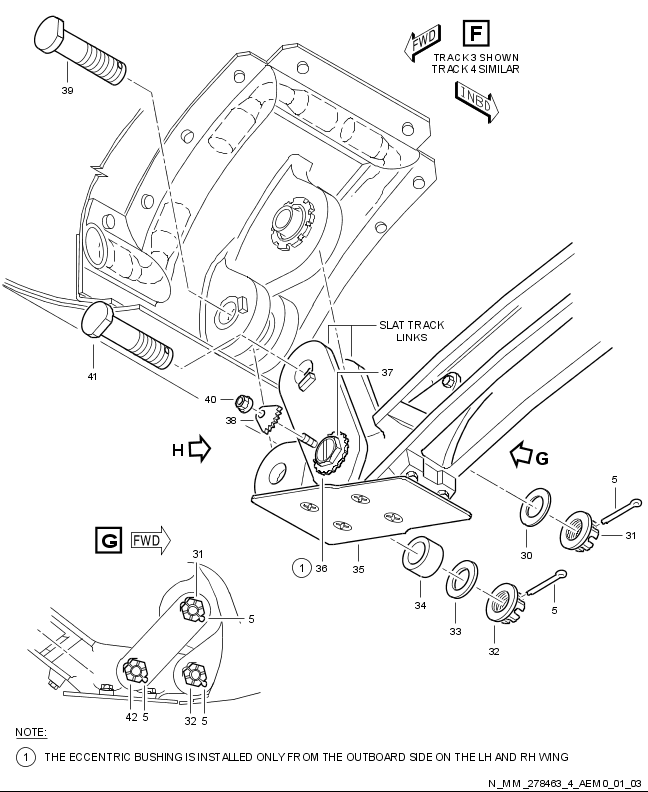 FWD
F
TRACK 3 SHOWN
TRACK 4 SIMILAR
INBD
39
SLAT TRACK
LINKS
41
37
40
38
H
G
5
31
30
1
36
35
34
33
5
32
G
FWD
31
5
42 5
32 5
NOTE:
1 THE ECCENTRIC BUSHING IS INSTALLED ONLY FROM THE OUTBOARD SIDE ON THE LH AND RH WING
N_MM_278463_4_AEM0_01_03